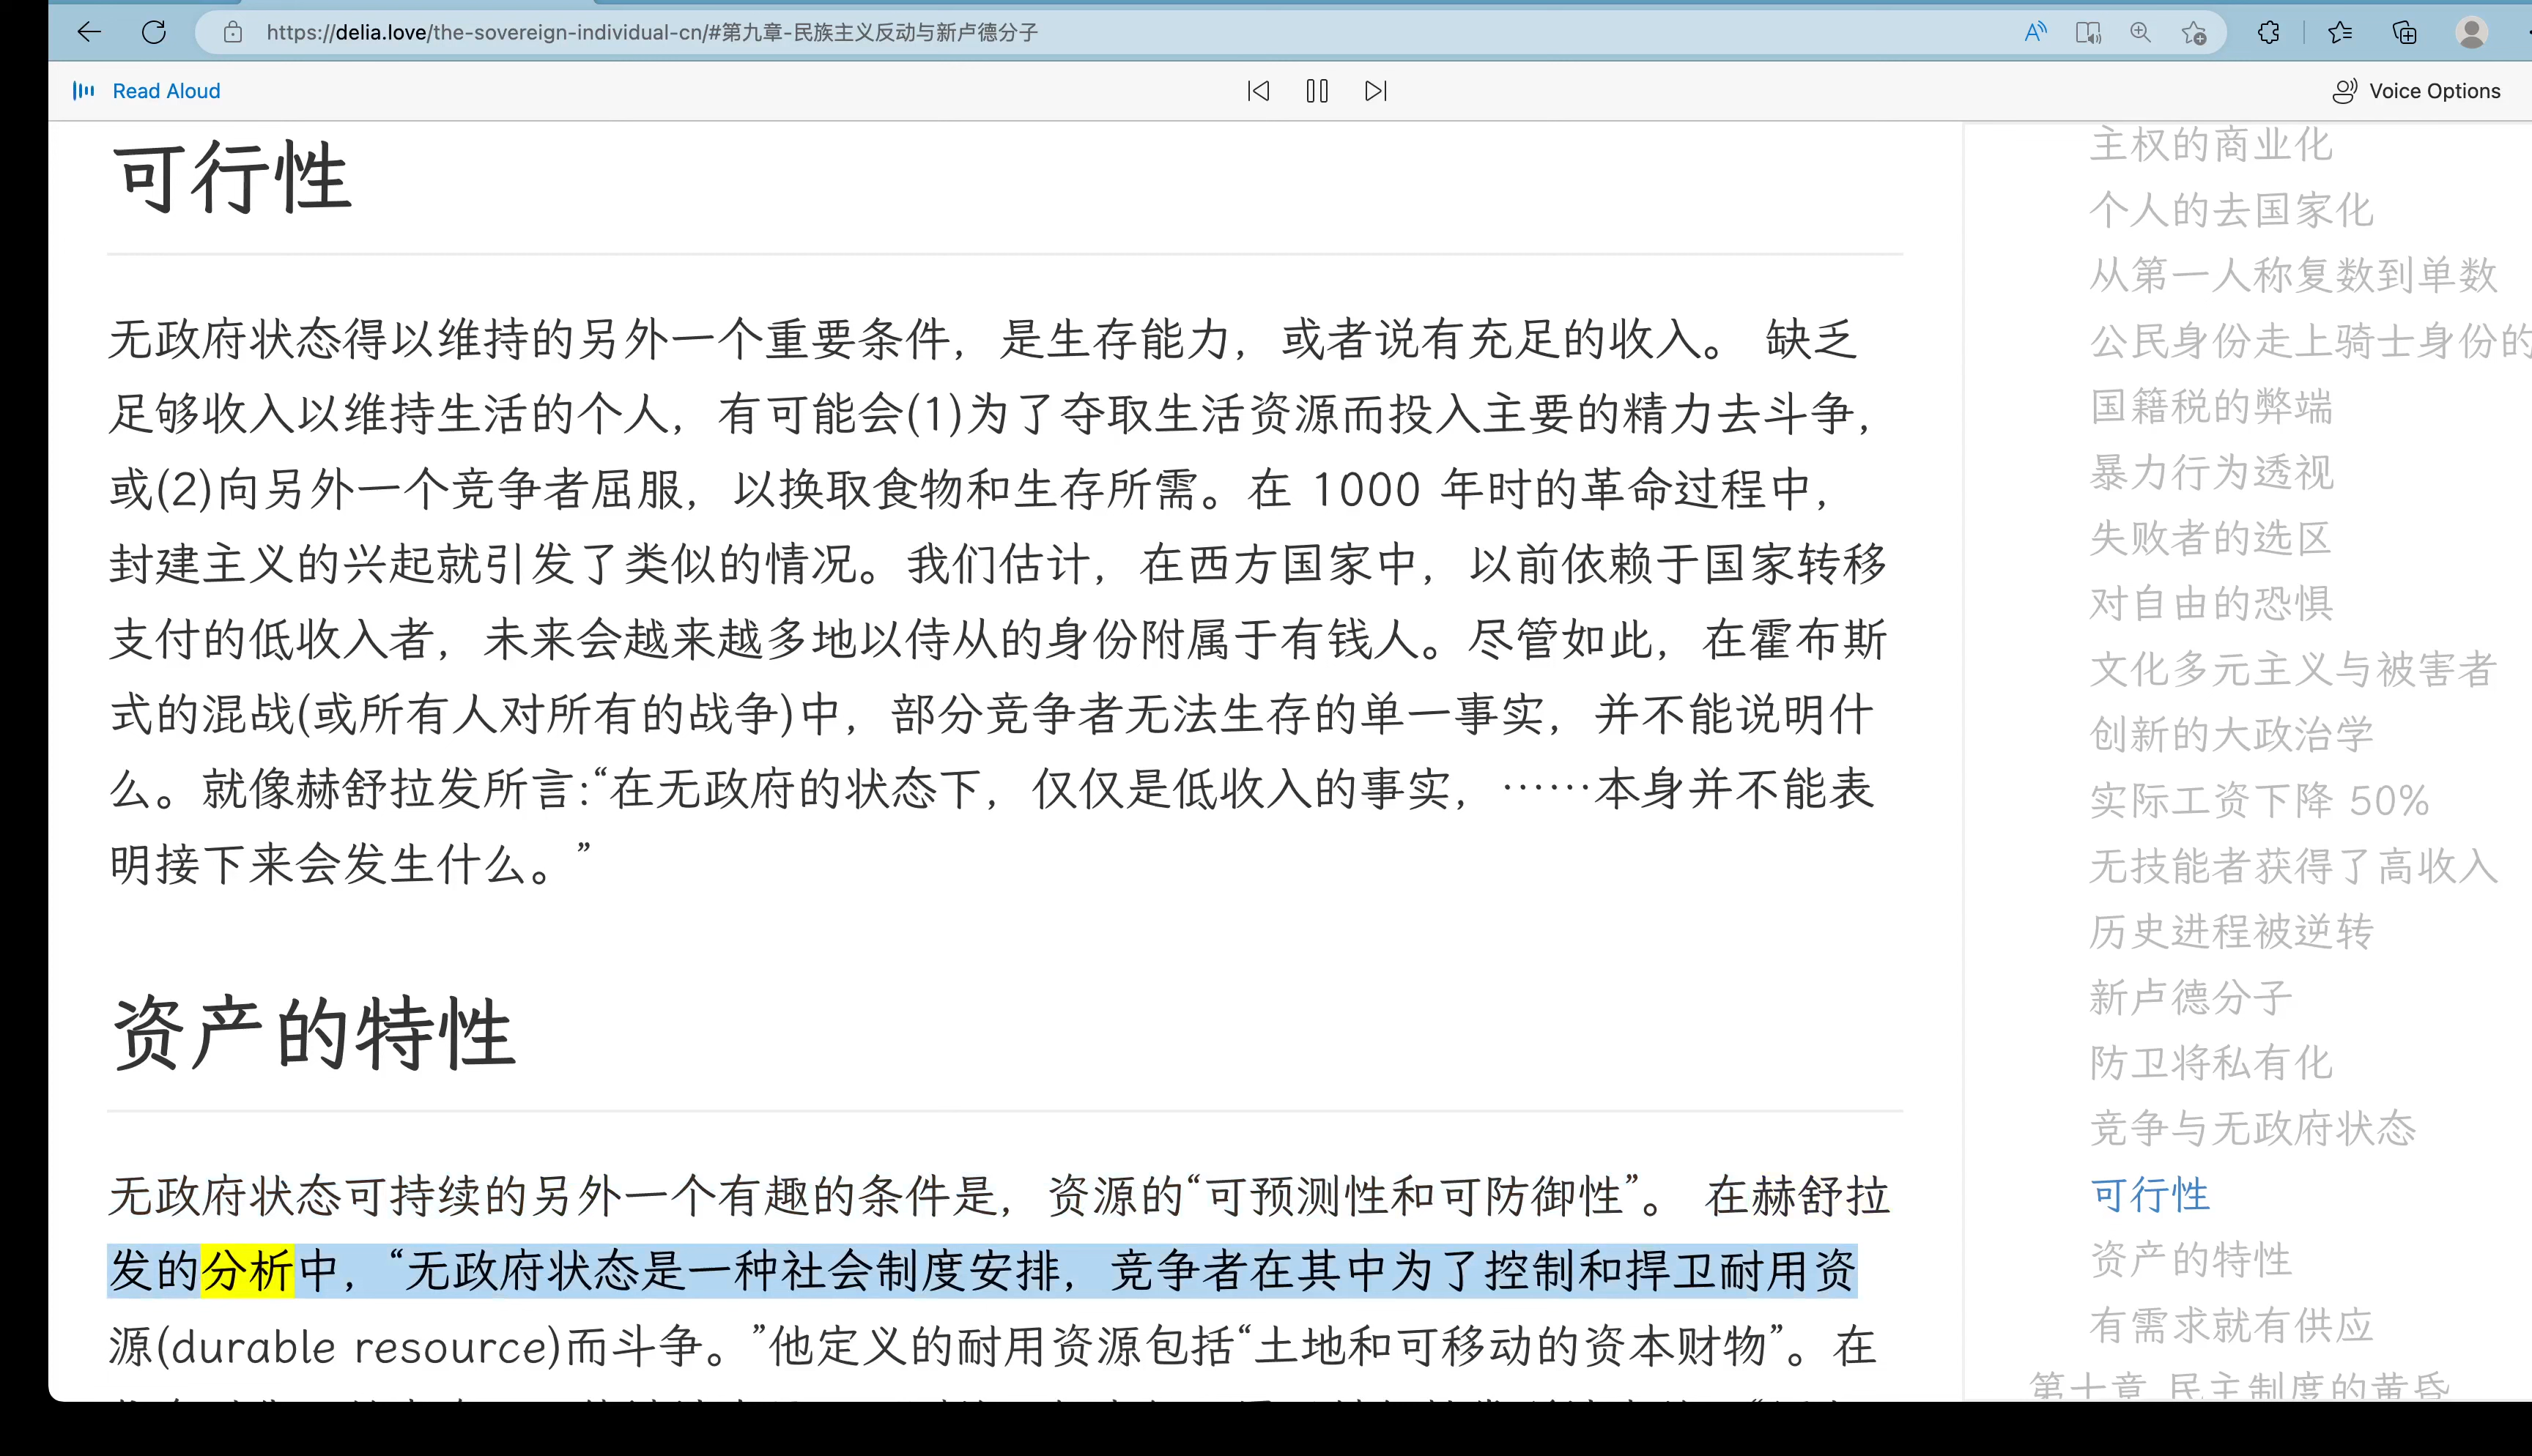 https://delia.love/the-sovereign-individual-cn/#第九章-民族主义反动与新卢德分子
Read Aloud
Voice Options
可行性
无政府状态得以维持的另外一个重要条件，是生存能力，或者说有充足的收入。 缺乏
足够收入以维持生活的个人，有可能会(1)为了夺取生活资源而投入主要的精力去斗争，
或(2)向另外一个竞争者屈服，以换取食物和生存所需。在 1000 年时的革命过程中，
封建主义的兴起就引发了类似的情况。我们估计，在西方国家中，以前依赖于国家转移
支付的低收入者，未来会越来越多地以侍从的身份附属于有钱人。尽管如此，在霍布斯
式的混战(或所有人对所有的战争)中，部分竞争者无法生存的单一事实，并不能说明什
么。就像赫舒拉发所言:“在无政府的状态下，仅仅是低收入的事实，……本身并不能表
明接下来会发生什么。”
资产的特性
无政府状态可持续的另外一个有趣的条件是，资源的“可预测性和可防御性”。 在赫舒拉
发的分析中，“无政府状态是一种社会制度安排，竞争者在其中为了控制和捍卫耐用资
源(durable resource)而斗争。”他定义的耐用资源包括“土地和可移动的资本财物”。在
主权的商业化
个人的去国家化
从第一人称复数到单数
公民身份走上骑士身份的
国籍税的弊端
暴力行为透视
失败者的选区
对自由的恐惧
文化多元主义与被害者
创新的大政治学
实际工资下降 50%
无技能者获得了高收入
历史进程被逆转
新卢德分子
防卫将私有化
竞争与无政府状态
可行性
资产的特性
有需求就有供应
第十章 民主制度的黄昏